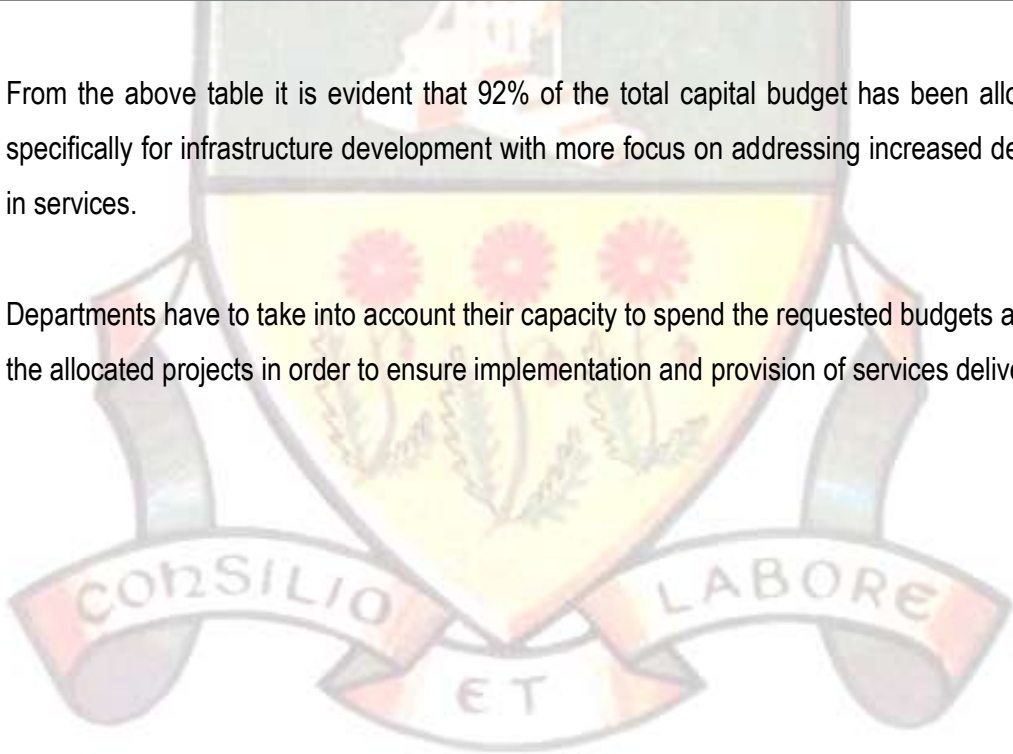 From the above table it is evident that 92% of the total capital budget has been allo
specifically for infrastructure development with more focus on addressing increased de
in services.
Departments have to take into account their capacity to spend the requested budgets a
the allocated projects in order to ensure implementation and provision of services delive
CONSILIO
LABORE
ET